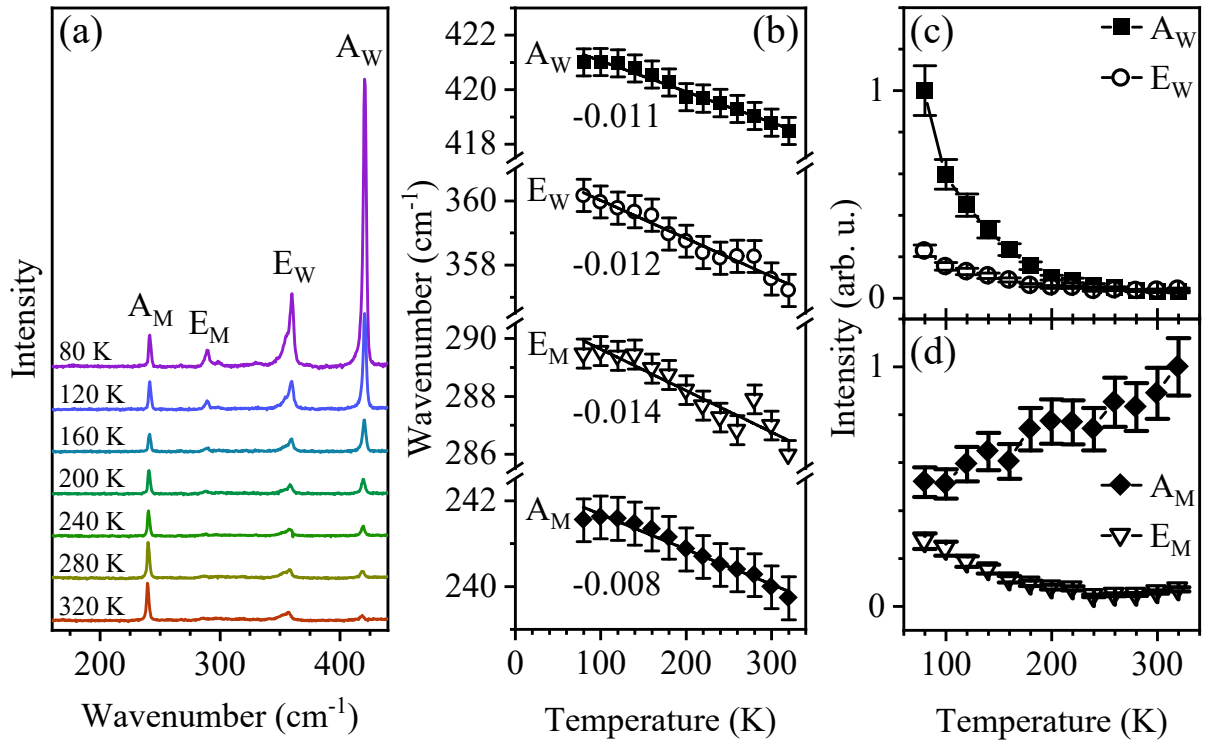 (a)
A_W
E_W
A_M
E_M
80 K
120 K
160 K
200 K
240 K
280 K
320 K
Intensity
200
300
400
Wavenumber (cm⁻¹)
(b)
422
420
418
360
358
290
288
286
242
240
A_W
-0.011
E_W
-0.012
E_M
-0.014
A_M
-0.008
Wavenumber (cm⁻¹)
0
100
200
300
Temperature (K)
(c)
A_W
E_W
1
0
Intensity (arb. u.)
(d)
1
0
A_M
E_M
100
200
300
Temperature (K)